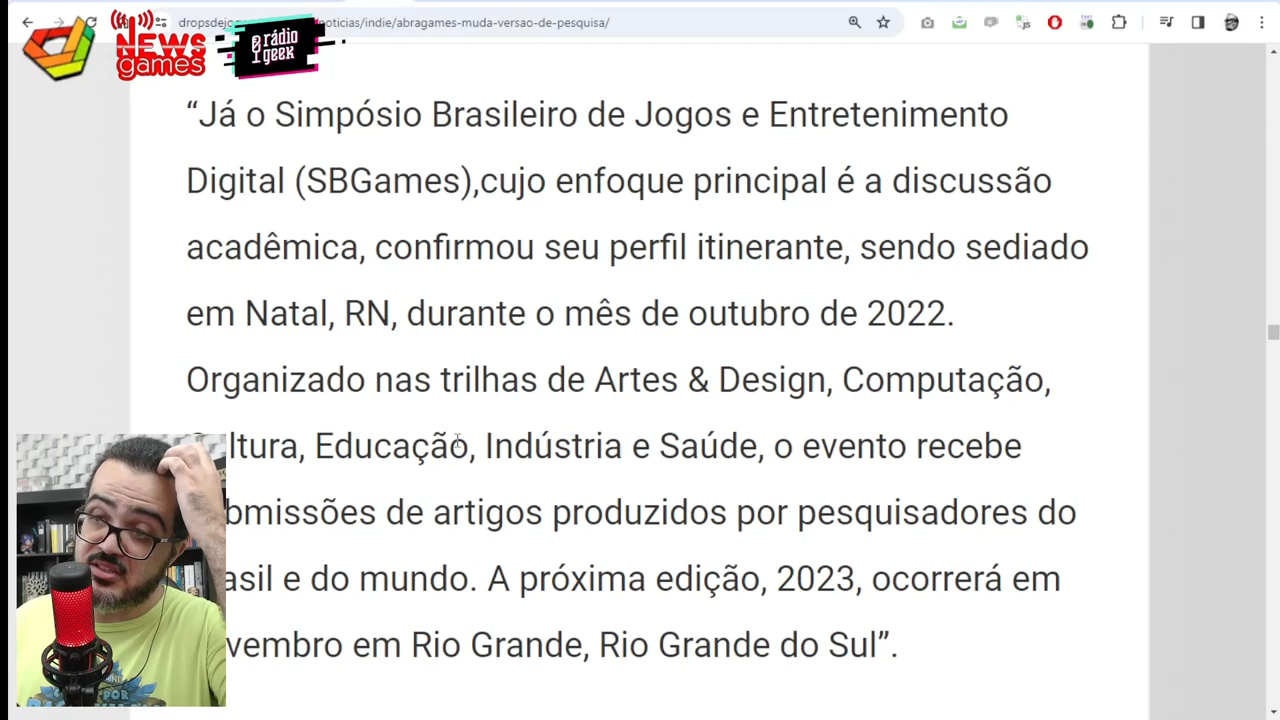 dropsdejo
noticias/indie/abragames-muda-versao-de-pesquisa/
NEWS
games
rádio
geek
“Já o Simpósio Brasileiro de Jogos e Entretenimento
Digital (SBGames),cujo enfoque principal é a discussão
acadêmica, confirmou seu perfil itinerante, sendo sediado
em Natal, RN, durante o mês de outubro de 2022.
Organizado nas trilhas de Artes & Design, Computação,
ltura, Educação, Indústria e Saúde, o evento recebe
bmissões de artigos produzidos por pesquisadores do
asil e do mundo. A próxima edição, 2023, ocorrerá em
vembro em Rio Grande, Rio Grande do Sul”.
POR